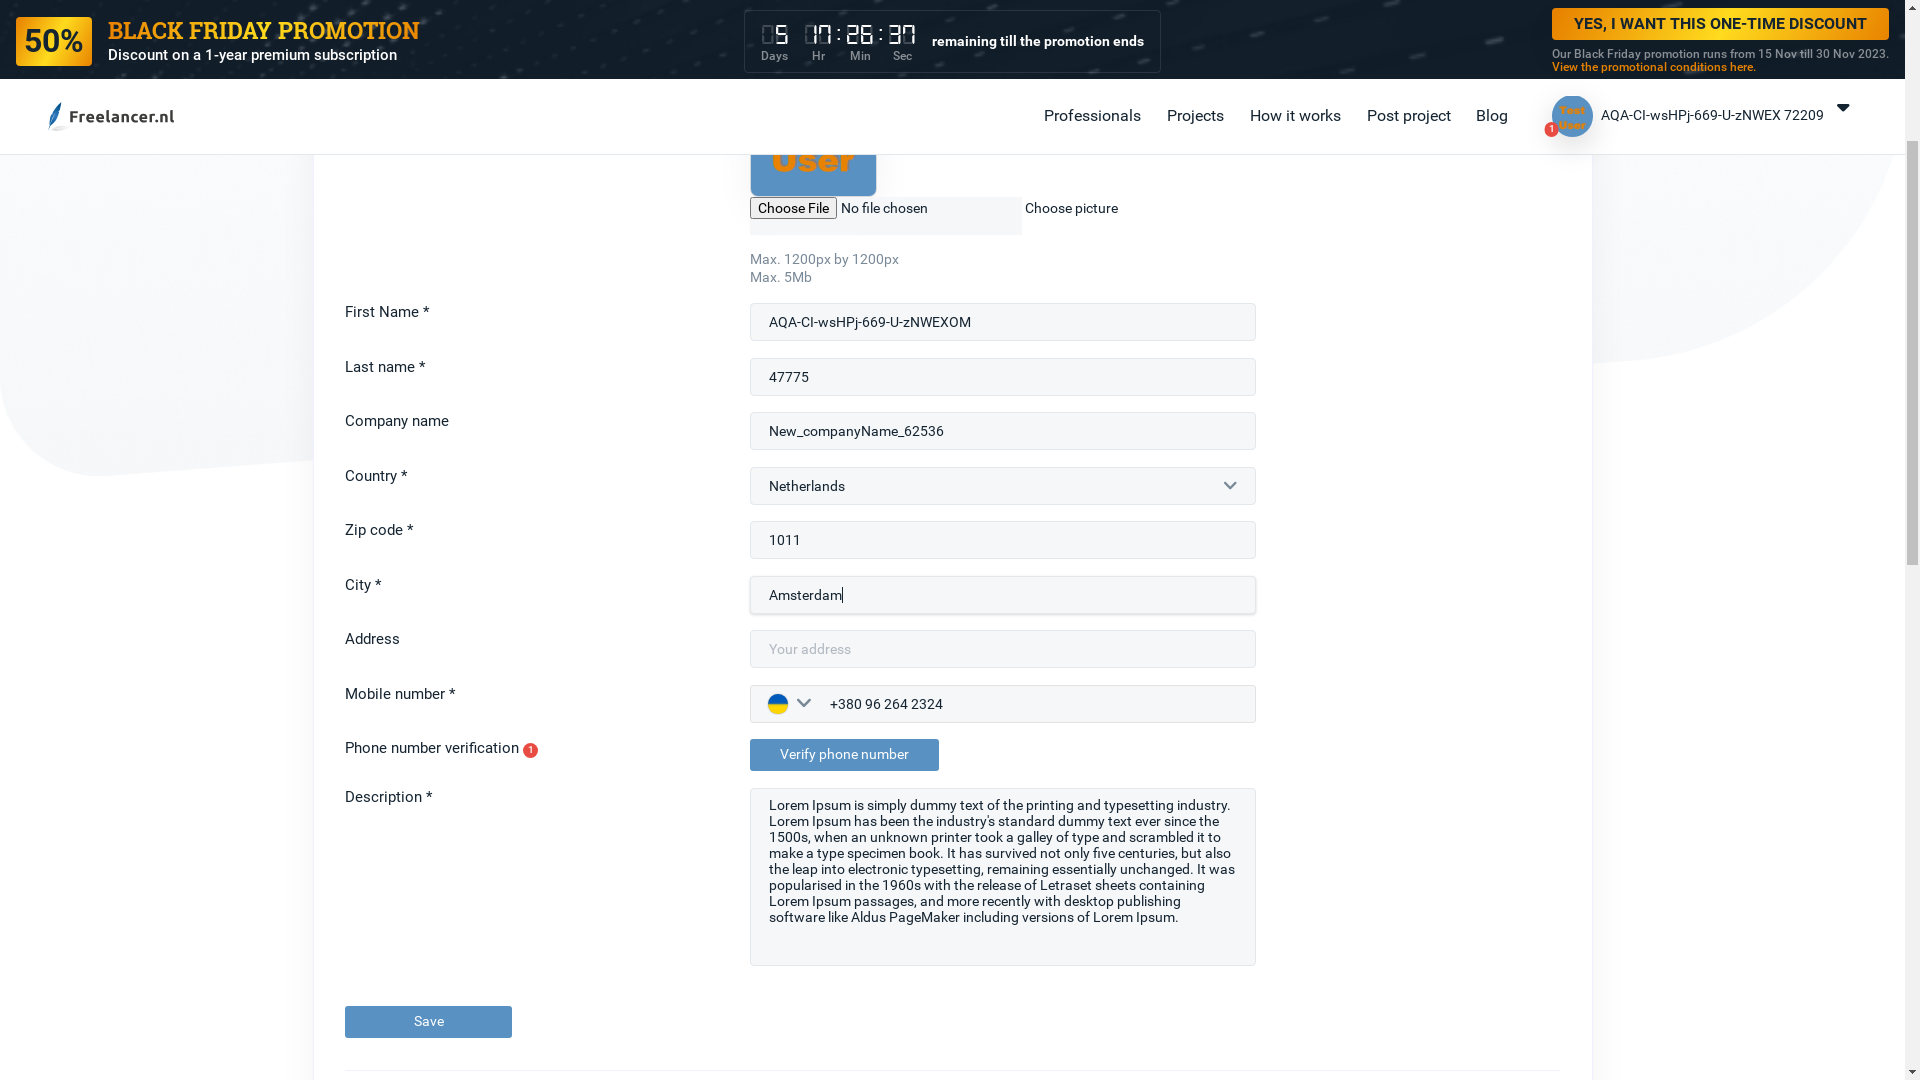 50%
BLACK FRIDAY PROMOTION
Discount on a 1-year premium subscription
5 17:26:37
Days Hr Min Sec
remaining till the promotion ends
YES, I WANT THIS ONE-TIME DISCOUNT
Our Black Friday promotion runs from 15 Nov till 30 Nov 2023.
View the promotional conditions here.
Freelancer.nl
Professionals Projects How it works Post project Blog
Test
User
1
AQA-CI-wsHPj-669-U-zNWEX 72209
User
Choose File No file chosen Choose picture
Max. 1200px by 1200px
Max. 5Mb
First Name * AQA-CI-wsHPj-669-U-zNWEXOM
Last name * 47775
Company name New_companyName_62536
Country * Netherlands
Zip code * 1011
City * Amsterdam
Address Your address
Mobile number * +380 96 264 2324
Phone number verification 1 Verify phone number
Description *
Lorem Ipsum is simply dummy text of the printing and typesetting industry.
Lorem Ipsum has been the industry's standard dummy text ever since the
1500s, when an unknown printer took a galley of type and scrambled it to
make a type specimen book. It has survived not only five centuries, but also
the leap into electronic typesetting, remaining essentially unchanged. It was
popularised in the 1960s with the release of Letraset sheets containing
Lorem Ipsum passages, and more recently with desktop publishing
software like Aldus PageMaker including versions of Lorem Ipsum.
Save